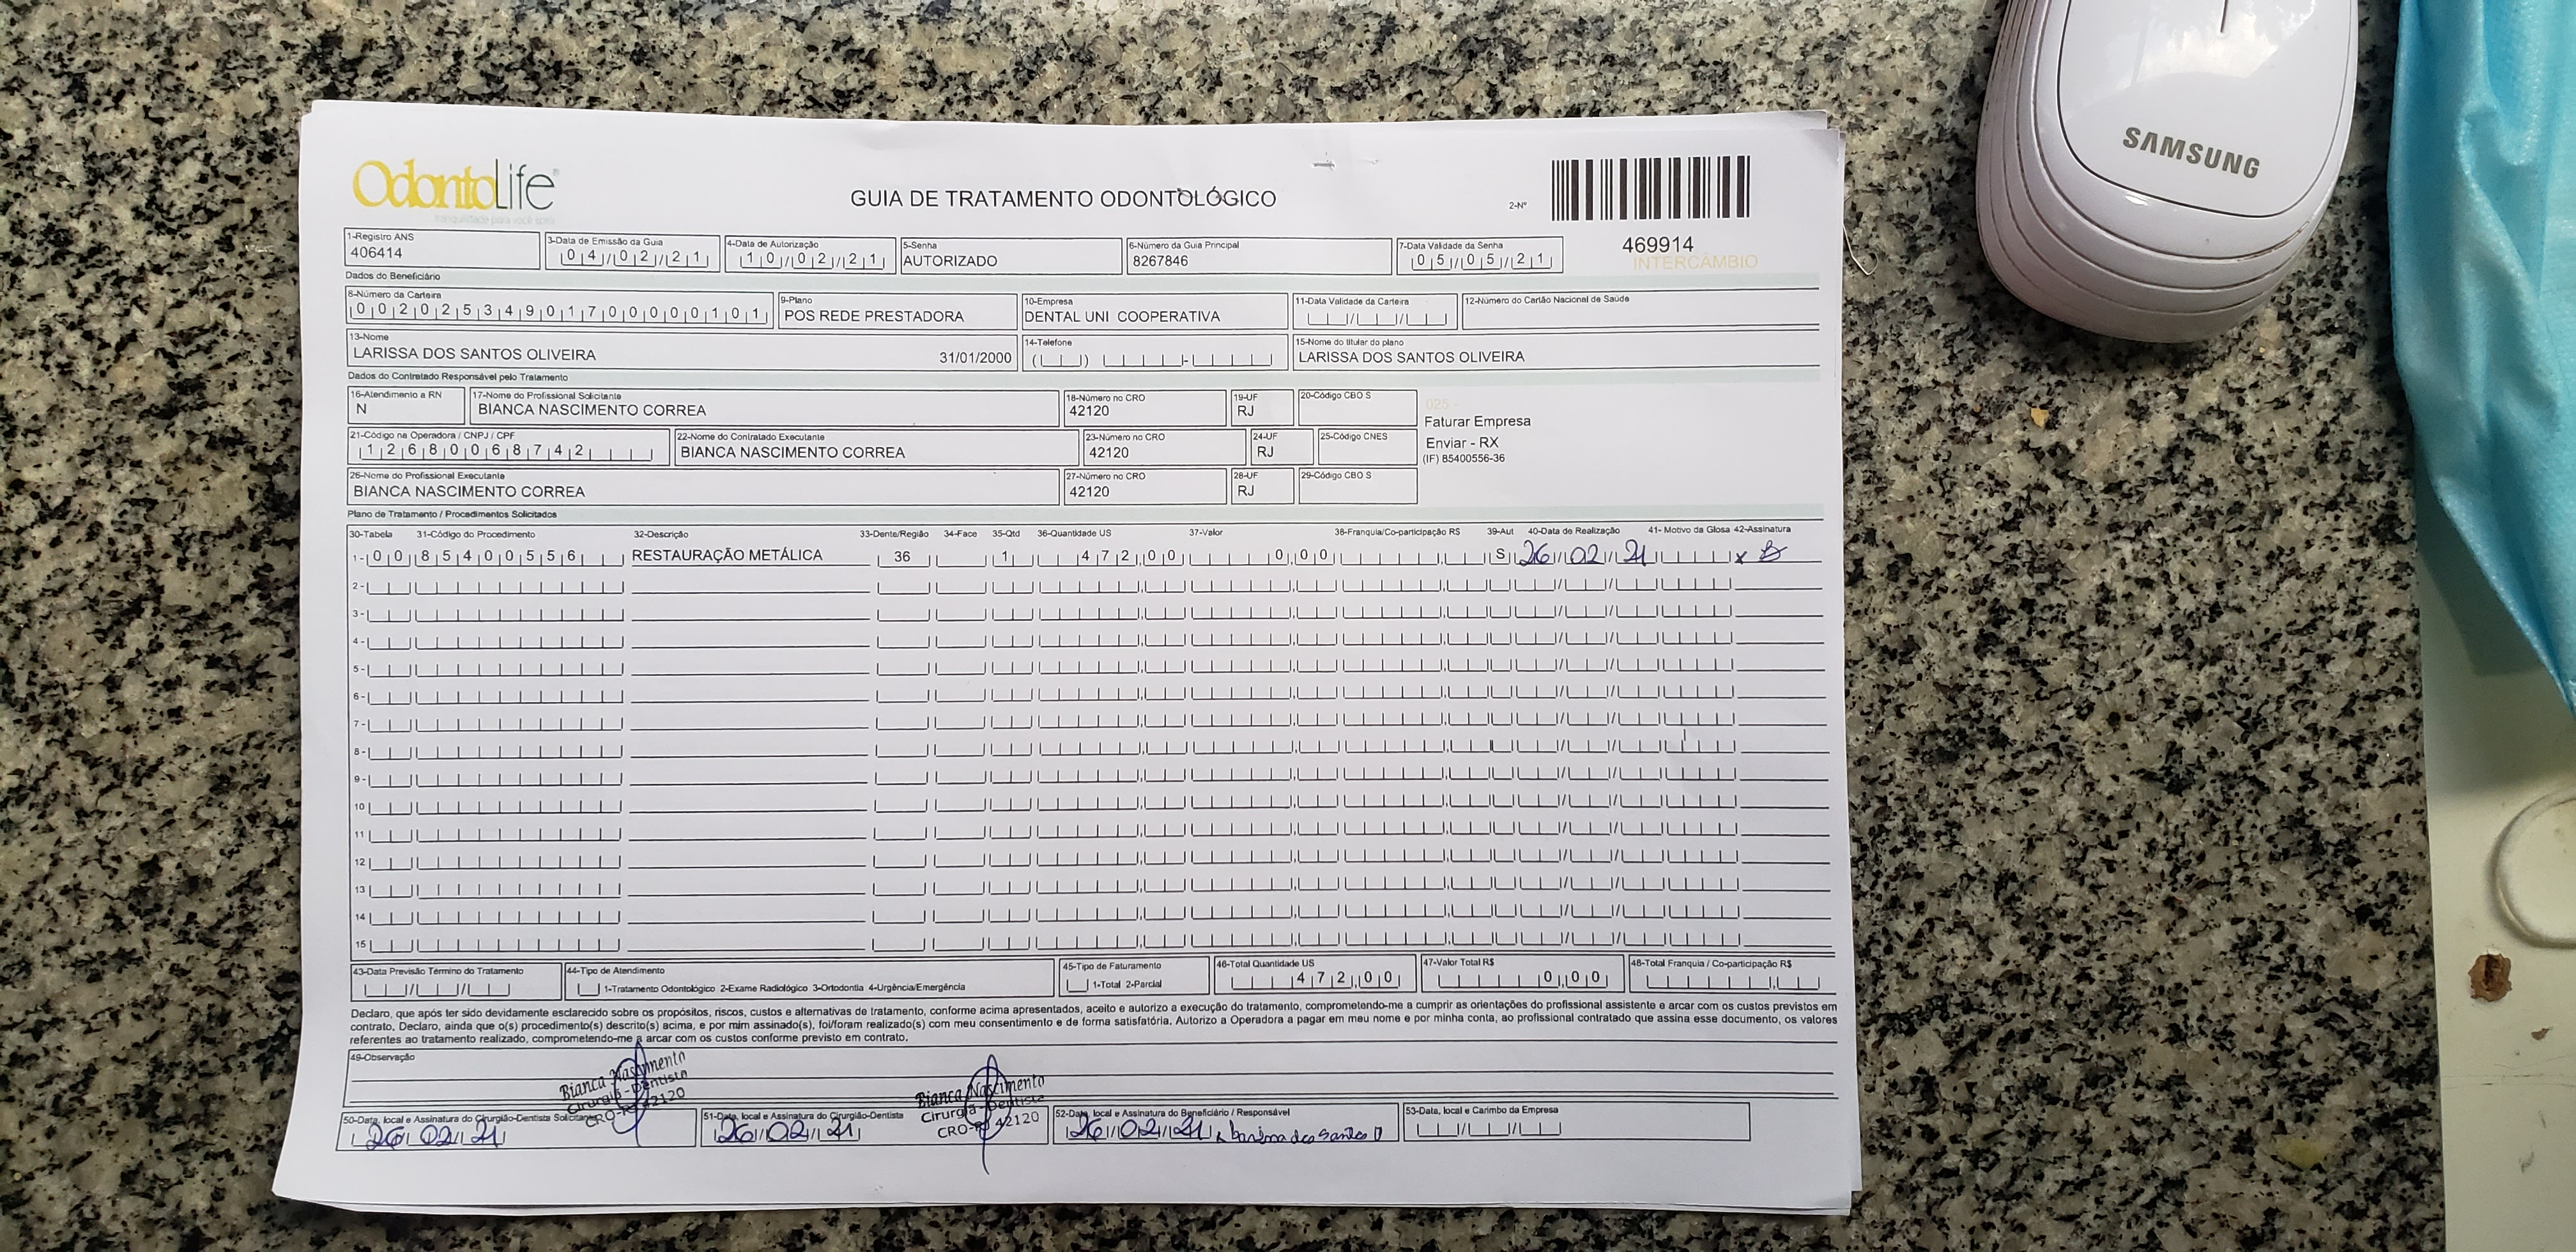 OdontoLife
tranquilidade para você sorrir
GUIA DE TRATAMENTO ODONTOLÓGICO
2-Nº
469914
INTERCÂMBIO
1-Registro ANS 406414
3-Data de Emissão da Guia 04/02/21
4-Data de Autorização 10/02/21
5-Senha AUTORIZADO
6-Número da Guia Principal 8267846
7-Data Validade da Senha 05/05/21
Dados do Beneficiário
8-Número da Carteira 00202534901700000101
9-Plano POS REDE PRESTADORA
10-Empresa DENTAL UNI COOPERATIVA
11-Data Validade da Carteira
12-Número do Cartão Nacional de Saúde
13-Nome LARISSA DOS SANTOS OLIVEIRA 31/01/2000
14-Telefone
15-Nome do titular do plano LARISSA DOS SANTOS OLIVEIRA
Dados do Contratado Responsável pelo Tratamento
16-Atendimento a RN N
17-Nome do Profissional Solicitante BIANCA NASCIMENTO CORREA
18-Número no CRO 42120
19-UF RJ
20-Código CBO S
025 -
Faturar Empresa
Enviar - RX
(IF) 85400556-36
21-Código na Operadora / CNPJ / CPF 12680068742
22-Nome do Contratado Executante BIANCA NASCIMENTO CORREA
23-Número no CRO 42120
24-UF RJ
25-Código CNES
26-Nome do Profissional Executante BIANCA NASCIMENTO CORREA
27-Número no CRO 42120
28-UF RJ
29-Código CBO S
Plano de Tratamento / Procedimentos Solicitados
30-Tabela 31-Código do Procedimento 32-Descrição 33-Dente/Região 34-Face 35-Qtd 36-Quantidade US 37-Valor 38-Franquia/Co-participação R$ 39-Aut 40-Data de Realização 41- Motivo da Glosa 42-Assinatura
1- 00 85400556 RESTAURAÇÃO METÁLICA 36 1 472,00 0,00 S 26/02/21 x
2-
3-
4-
5-
6-
7-
8-
9-
10
11
12
13
14
15
43-Data Previsão Término do Tratamento
44-Tipo de Atendimento 1-Tratamento Odontológico 2-Exame Radiológico 3-Ortodontia 4-Urgência/Emergência
45-Tipo de Faturamento 1-Total 2-Parcial
46-Total Quantidade US 472,00
47-Valor Total R$ 0,00
48-Total Franquia / Co-participação R$
Declaro, que após ter sido devidamente esclarecido sobre os propósitos, riscos, custos e alternativas de tratamento, conforme acima apresentados, aceito e autorizo a execução do tratamento, comprometendo-me a cumprir as orientações do profissional assistente e arcar com os custos previstos em
contrato. Declaro, ainda que o(s) procedimento(s) descrito(s) acima, e por mim assinado(s), foi/foram realizado(s) com meu consentimento e de forma satisfatória. Autorizo a Operadora a pagar em meu nome e por minha conta, ao profissional contratado que assina esse documento, os valores
referentes ao tratamento realizado, comprometendo-me a arcar com os custos conforme previsto em contrato.
49-Observação
Bianca Nascimento
Cirurgiã-Dentista
CRO-RJ 42120
Bianca Nascimento
Cirurgiã-Dentista
CRO-RJ 42120
50-Data, local e Assinatura do Cirurgião-Dentista Solicitante 26/02/21
51-Data, local e Assinatura do Cirurgião-Dentista 26/02/21
52-Data, local e Assinatura do Beneficiário / Responsável 26/02/21 x Larissa dos Santos O
53-Data, local e Carimbo da Empresa
SAMSUNG